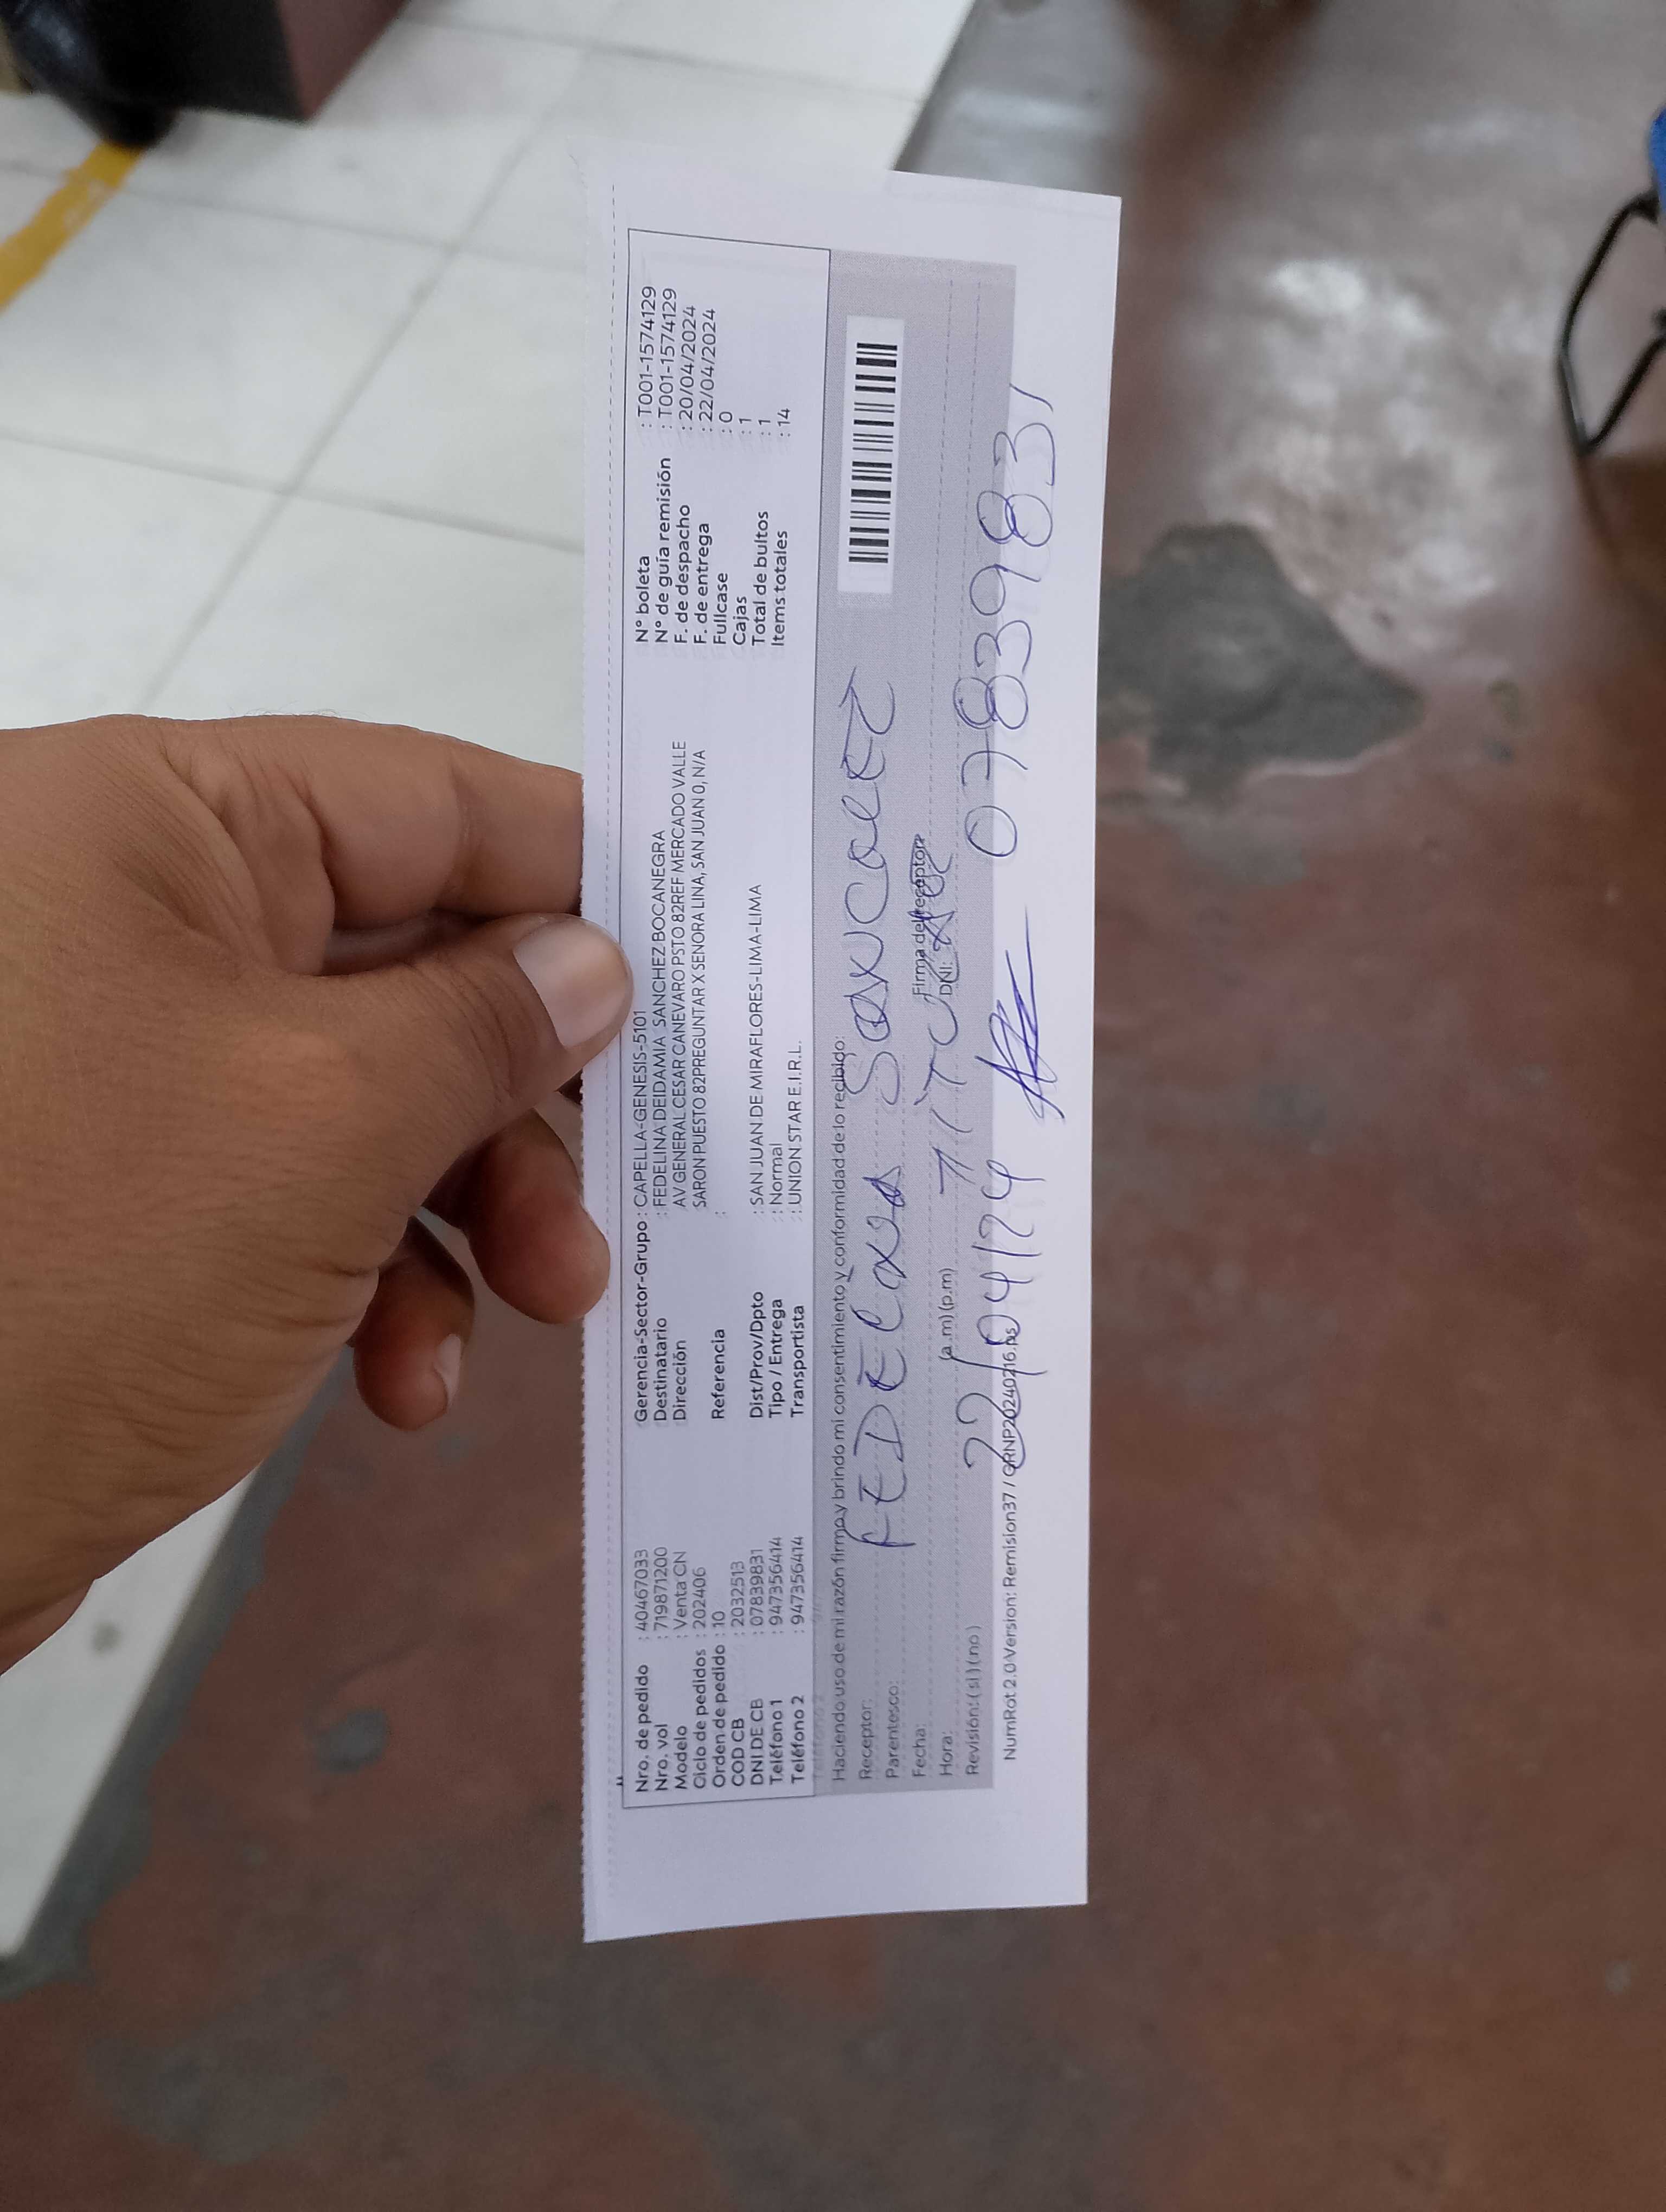 Nro. de pedido : 40467033
Nro. vol : 719871200
Modelo : Venta CN
Ciclo de pedidos : 202406
Orden de pedido : 10
COD CB : 2032513
DNI DE CB : 07839831
Teléfono 1 : 947356414
Teléfono 2 : 947356414
Gerencia-Sector-Grupo : CAPELLA-GENESIS-5101
Destinatario : FEDELINA DEIDAMIA SANCHEZ BOCANEGRA
Dirección AV GENERAL CESAR CANEVARO PSTO 82REF MERCADO VALLE
SARON PUESTO 82PREGUNTAR X SENORA LINA, SAN JUAN 0, N/A
Referencia :
Dist/Prov/Dpto : SAN JUAN DE MIRAFLORES-LIMA-LIMA
Tipo / Entrega : Normal
Transportista : UNION STAR E.I.R.L.
N° boleta : T001-1574129
N° de guía remisión : T001-1574129
F. de despacho : 20/04/2024
F. de entrega : 22/04/2024
Fullcase : 0
Cajas : 1
Total de bultos : 1
Items totales : 14
Haciendo uso de mi razón firmo y brindo mi consentimiento y conformidad de lo recibido:
Receptor:
Parentesco:
Fecha:
Hora: (a.m) (p.m)
Revisión: (si) (no)
Firma del receptor
DNI:
22/04/24
07839831
NumRot 2.0 Version: Remision37 / GRNP20240216.ps